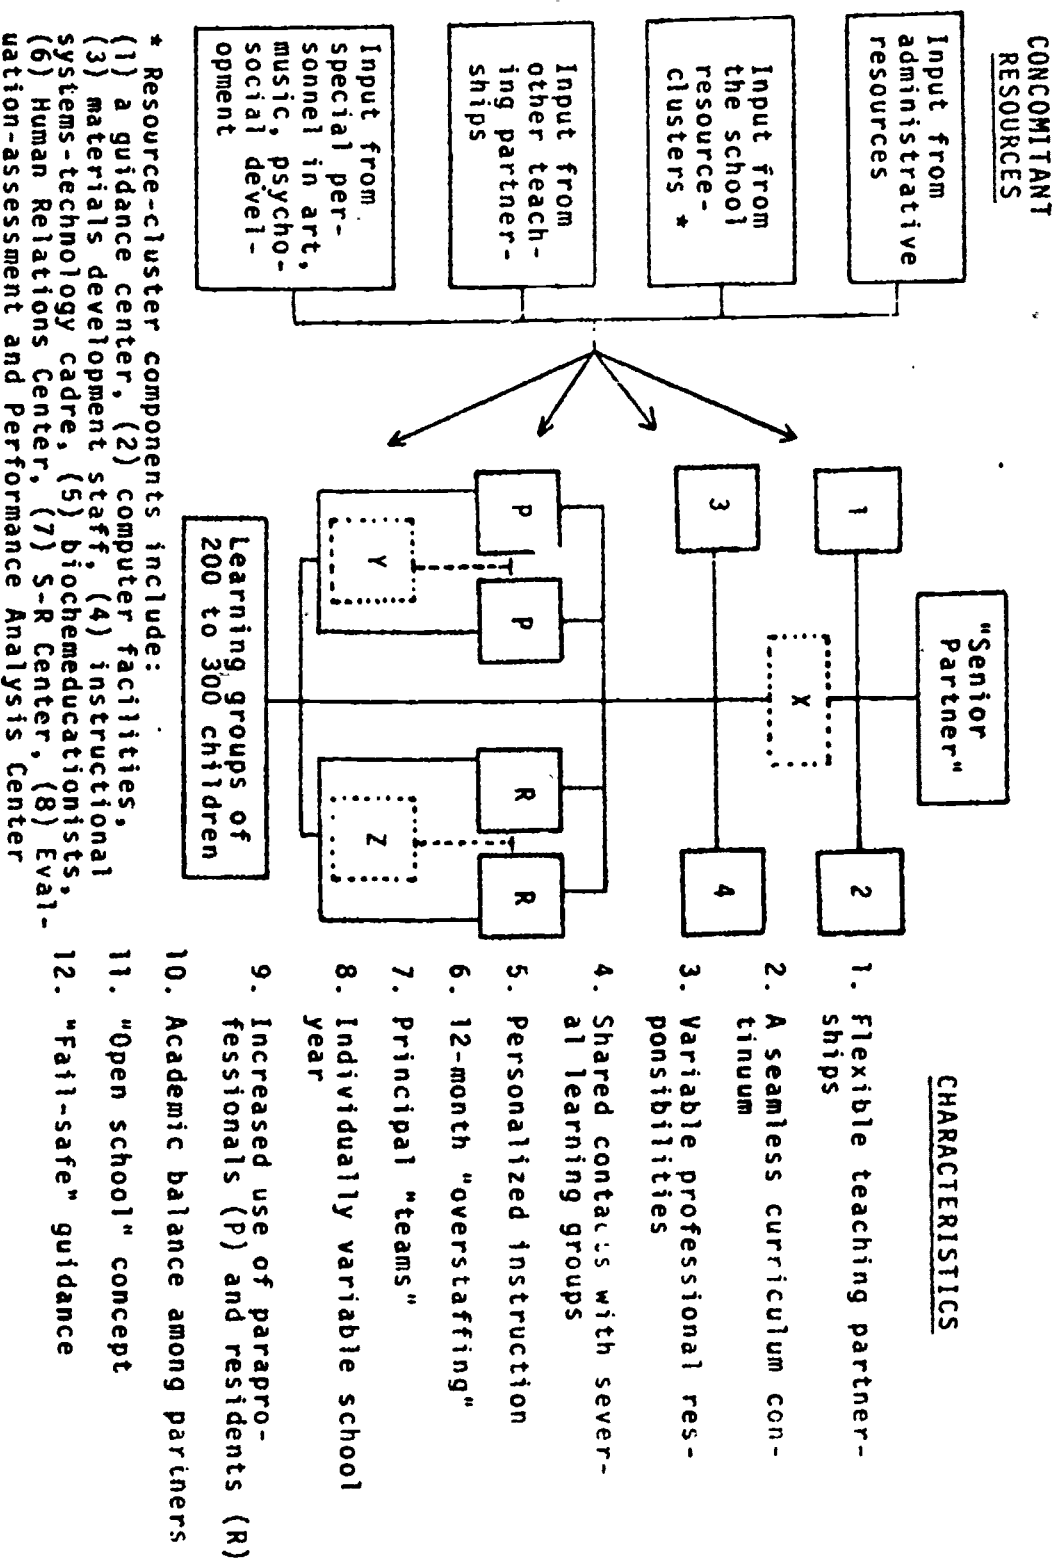 CONCOMITANT
RESOURCES
Input from
administrative
resources
Input from
the school
resource-
clusters *
Input from
other teach-
ing partner-
ships
Input from
special per-
sonnel in art,
music, psycho-
social devel-
opment
"Senior
Partner"
1
2
X
3
4
P
P
R
R
Y
Z
Learning groups of
200 to 300 children
* Resource-cluster components include:
(1) a guidance center, (2) computer facilities,
(3) materials development staff, (4) instructional
systems-technology cadre, (5) biochemeducationists,
(6) Human Relations Center, (7) S-R Center, (8) Eval-
uation-assessment and Performance Analysis Center
CHARACTERISTICS
1. Flexible teaching partner-
ships
2. A seamless curriculum con-
tinuum
3. Variable professional res-
ponsibilities
4. Shared contacts with sever-
al learning groups
5. Personalized instruction
6. 12-month "overstaffing"
7. Principal "teams"
8. Individually variable school
year
9. Increased use of parapro-
fessionals (P) and residents (R)
10. Academic balance among partners
11. "Open school" concept
12. "Fail-safe" guidance